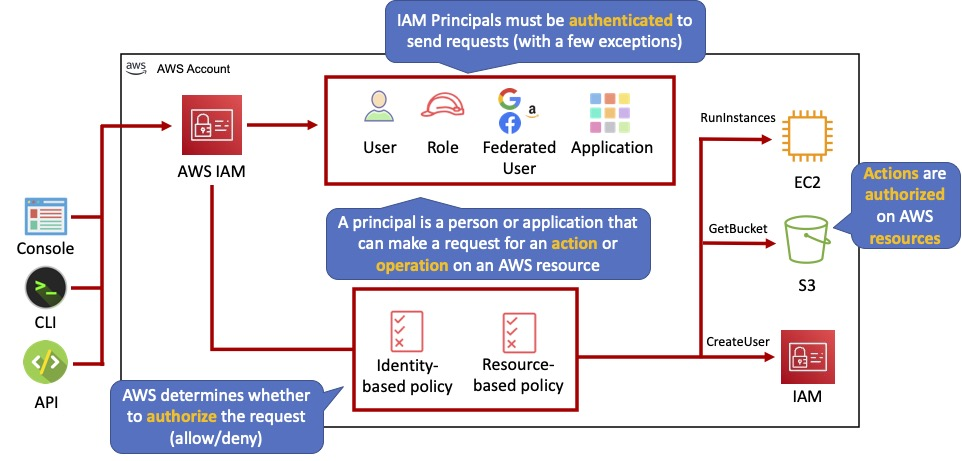 IAM Principals must be authenticated to
send requests (with a few exceptions)
aws
AWS Account
AWS IAM
User
Role
Federated
User
a
Application
RunInstances
EC2
Actions are
authorized
on AWS
resources
Console
>_
CLI
</>
API
A principal is a person or application that
can make a request for an action or
operation on an AWS resource
GetBucket
S3
Identity-
based policy
Resource-
based policy
CreateUser
IAM
AWS determines whether
to authorize the request
(allow/deny)